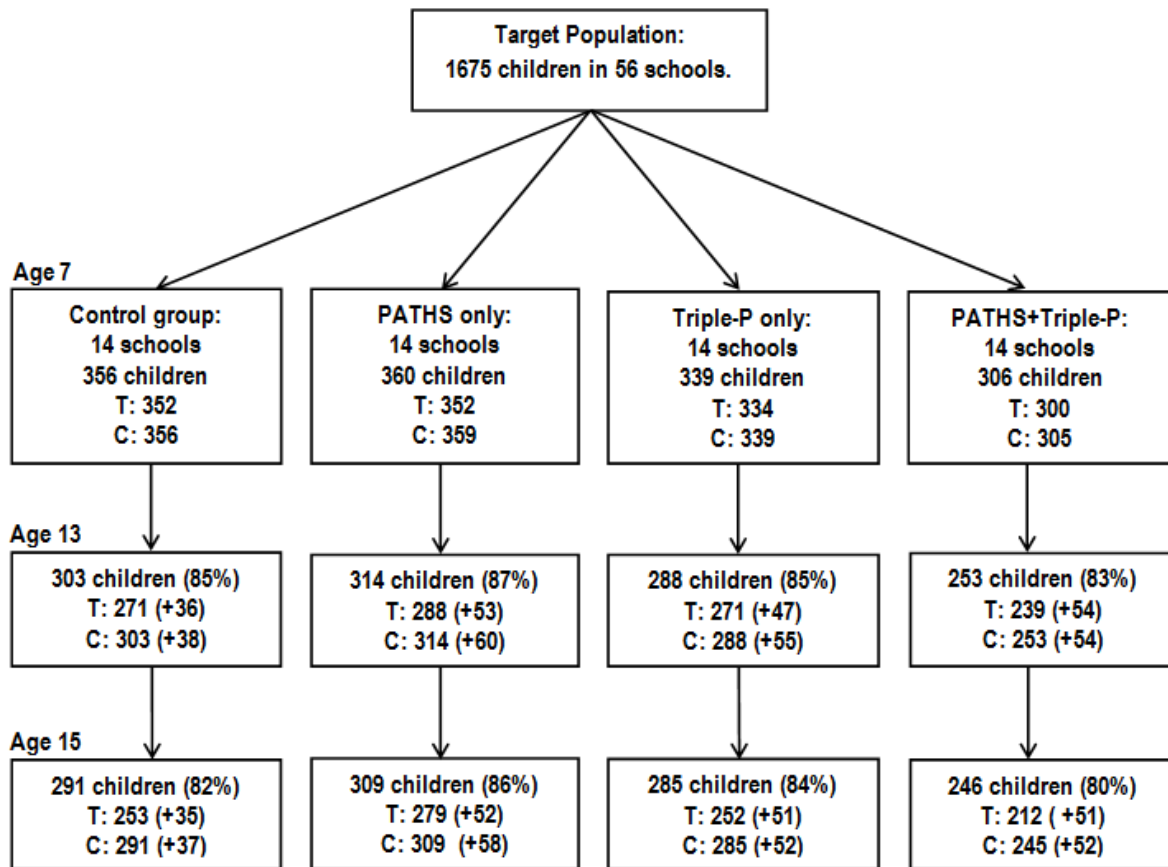 Target Population:
1675 children in 56 schools.
Age 7
Control group:
14 schools
356 children
T: 352
C: 356
PATHS only:
14 schools
360 children
T: 352
C: 359
Triple-P only:
14 schools
339 children
T: 334
C: 339
PATHS+Triple-P:
14 schools
306 children
T: 300
C: 305
Age 13
303 children (85%)
T: 271 (+36)
C: 303 (+38)
314 children (87%)
T: 288 (+53)
C: 314 (+60)
288 children (85%)
T: 271 (+47)
C: 288 (+55)
253 children (83%)
T: 239 (+54)
C: 253 (+54)
Age 15
291 children (82%)
T: 253 (+35)
C: 291 (+37)
309 children (86%)
T: 279 (+52)
C: 309  (+58)
285 children (84%)
T: 252 (+51)
C: 285 (+52)
246 children (80%)
T: 212 ( +51)
C: 245 (+52)